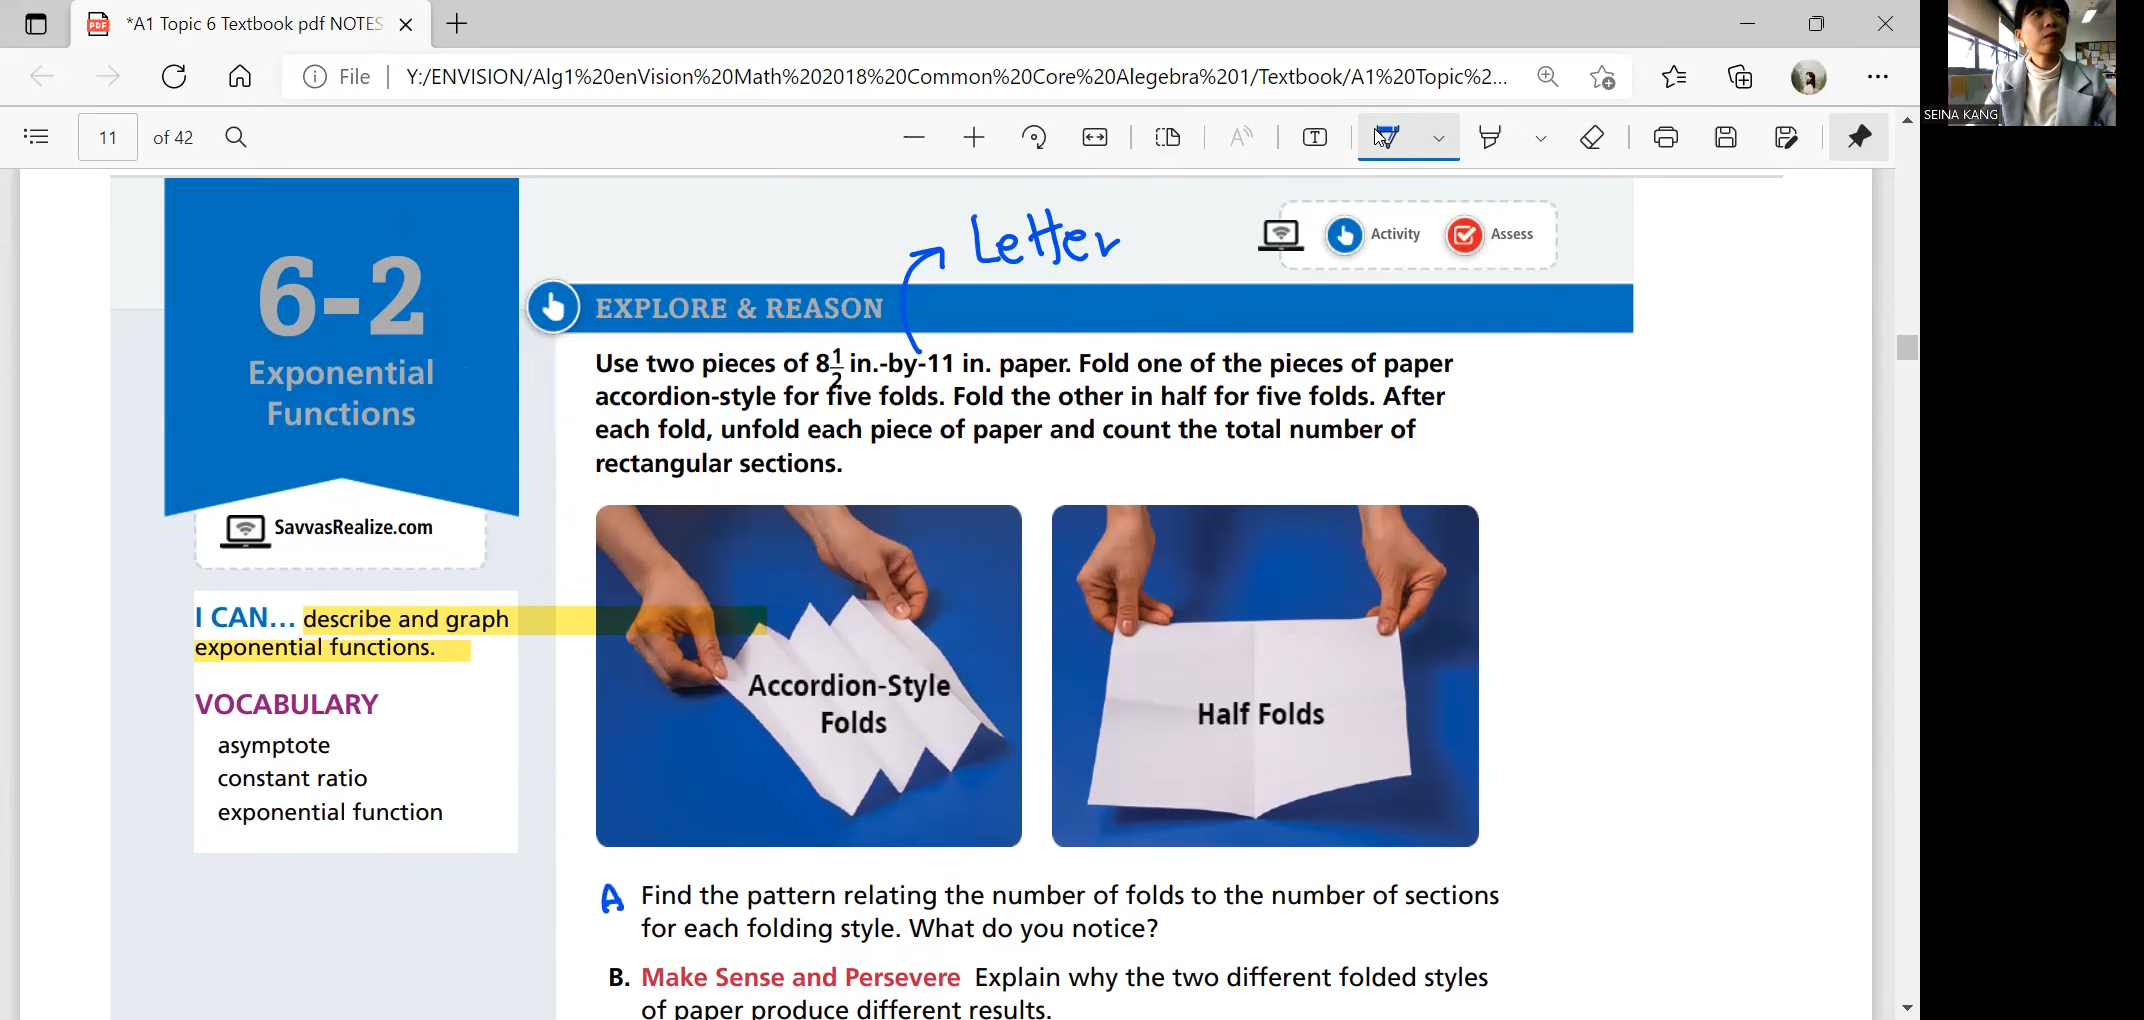 *A1 Topic 6 Textbook pdf NOTES
File
Y:/ENVISION/Alg1%20enVision%20Math%202018%20Common%20Core%20Alegebra%201/Textbook/A1%20Topic%2...
SEINA KANG
11 of 42
Letter
Activity
Assess
6-2
Exponential
Functions
EXPLORE & REASON
Use two pieces of 8 1/2 in.-by-11 in. paper. Fold one of the pieces of paper
accordion-style for five folds. Fold the other in half for five folds. After
each fold, unfold each piece of paper and count the total number of
rectangular sections.
SavvasRealize.com
I CAN... describe and graph
exponential functions.
VOCABULARY
asymptote
constant ratio
exponential function
Accordion-Style
Folds
Half Folds
A Find the pattern relating the number of folds to the number of sections
for each folding style. What do you notice?
B. Make Sense and Persevere Explain why the two different folded styles
of paper produce different results.